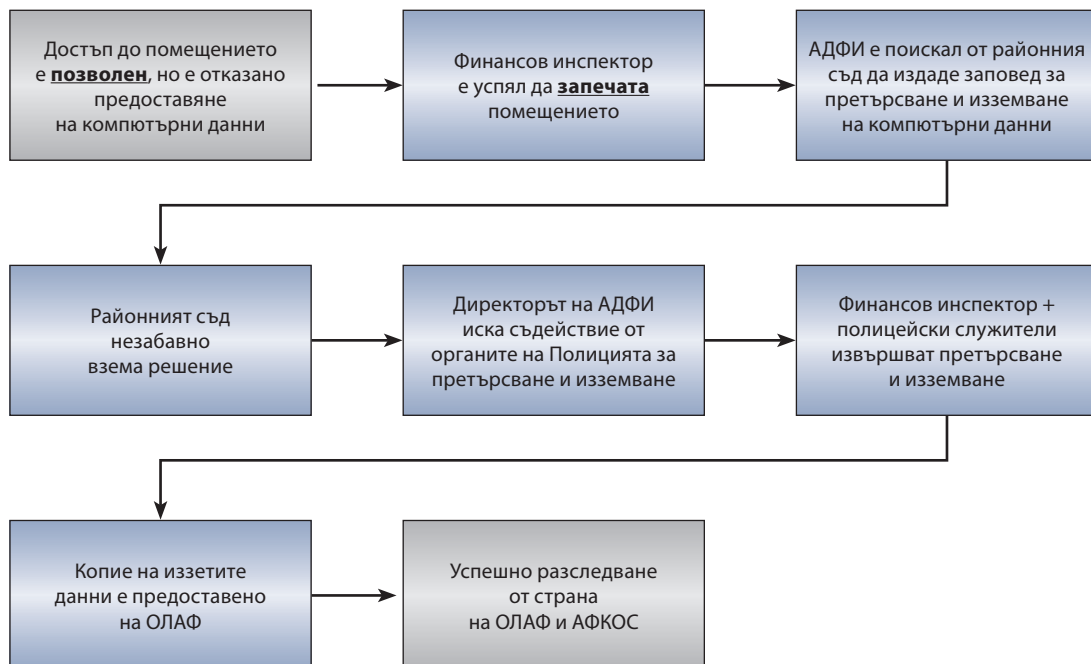 Достъп до помещението
е позволен, но е отказано
предоставяне
на компютърни данни
Финансов инспектор
е успял да запечата
помещението
АДФИ е поискал от районния
съд да издаде заповед за
претърсване и изземване
на компютърни данни
Районният съд
незабавно
взема решение
Директорът на АДФИ
иска съдействие от
органите на Полицията за
претърсване и изземване
Финансов инспектор +
полицейски служители
извършват претърсване
и изземване
Копие на иззетите
данни е предоставено
на ОЛАФ
Успешно разследване
от страна
на ОЛАФ и АФКОС